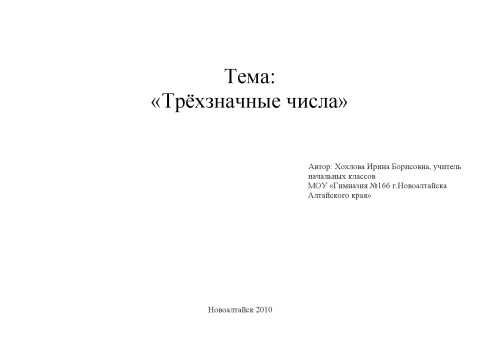 Тема:
«Трёхзначные числа»
Автор: Хохлова Ирина Борисовна, учитель
начальных классов
МОУ «Гимназия №166 г.Новоалтайска
Алтайского края»
Новоалтайск 2010